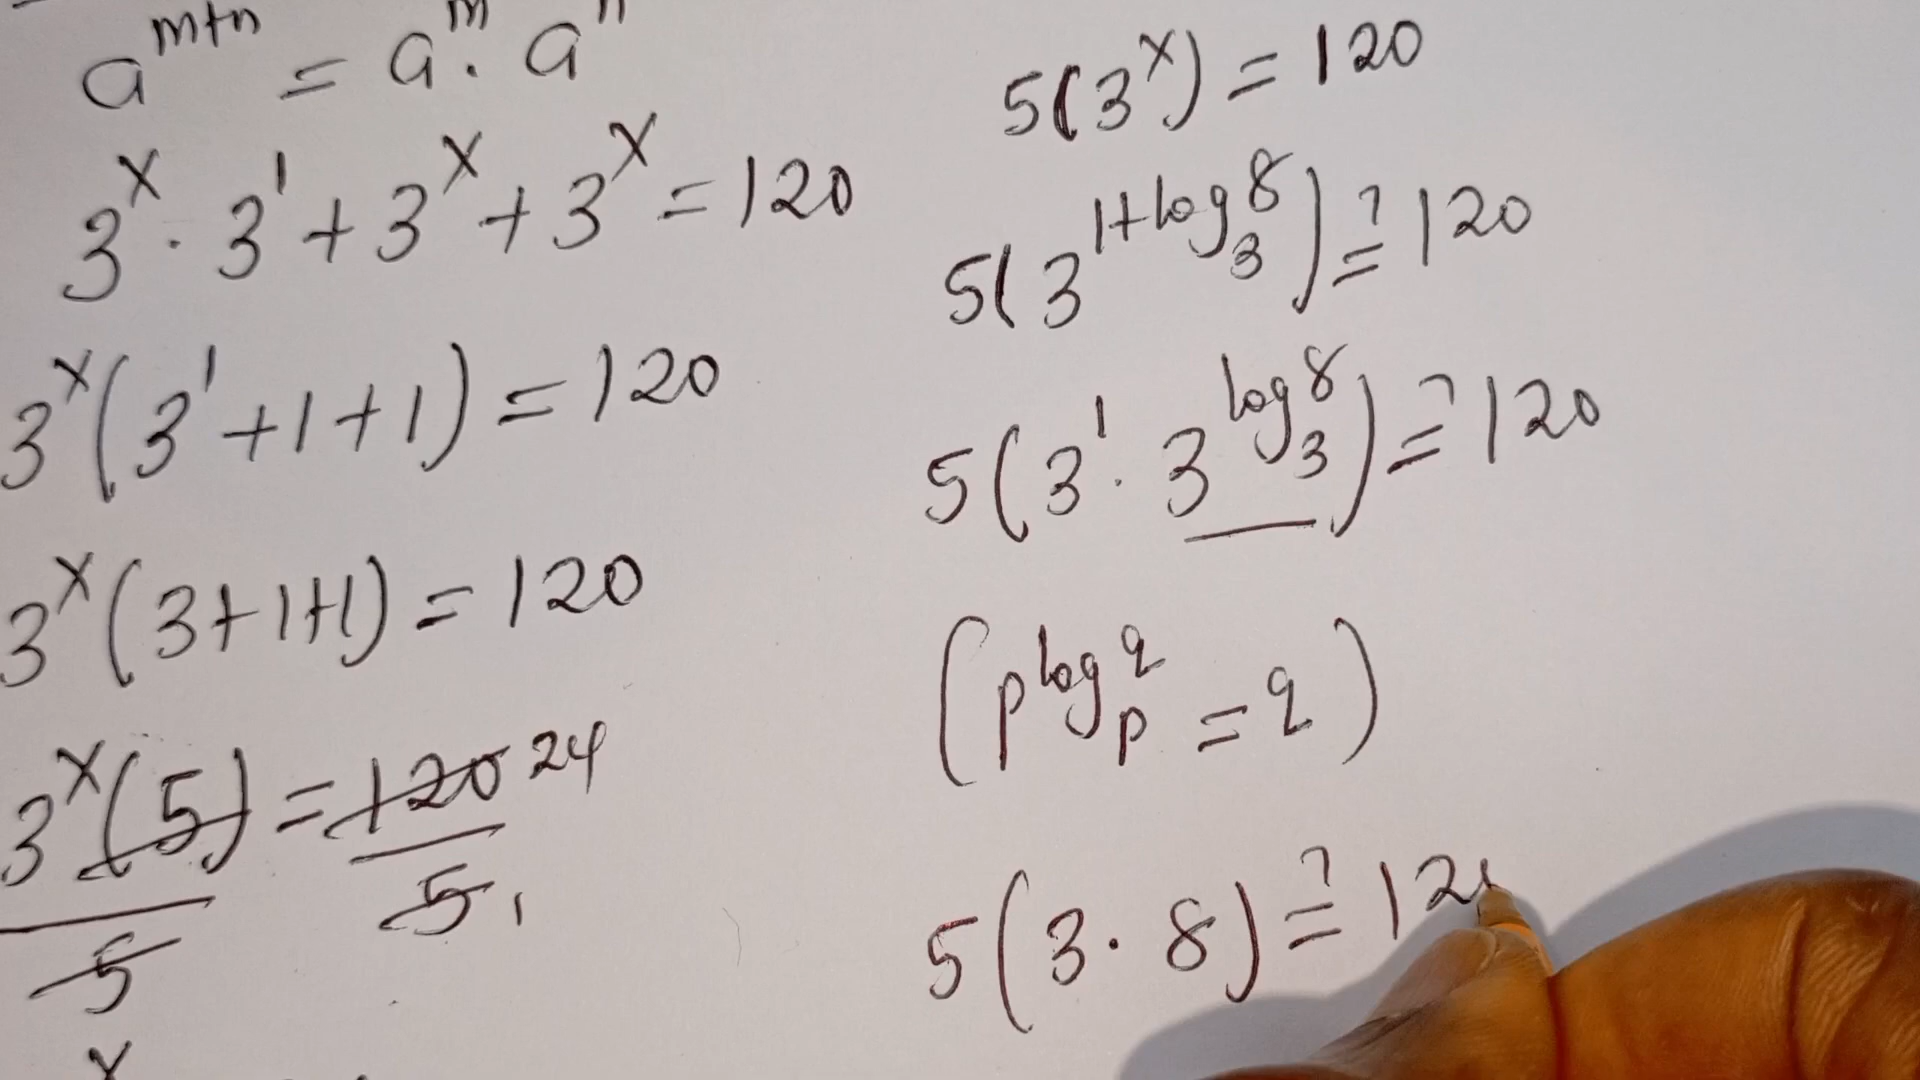 a^{m+n} = a^m . a^n
3^x . 3^1 + 3^x + 3^x = 120
3^x (3^1 + 1 + 1) = 120
3^x (3 + 1 + 1) = 120
3^x (5) = 120 24
5 5 1
x
5(3^x) = 120
5(3^{1+log_3 8}) ?= 120
5(3^1 . 3^{log_3 8}) ?= 120
(p^{log_p q} = q)
5(3 . 8) ?= 12